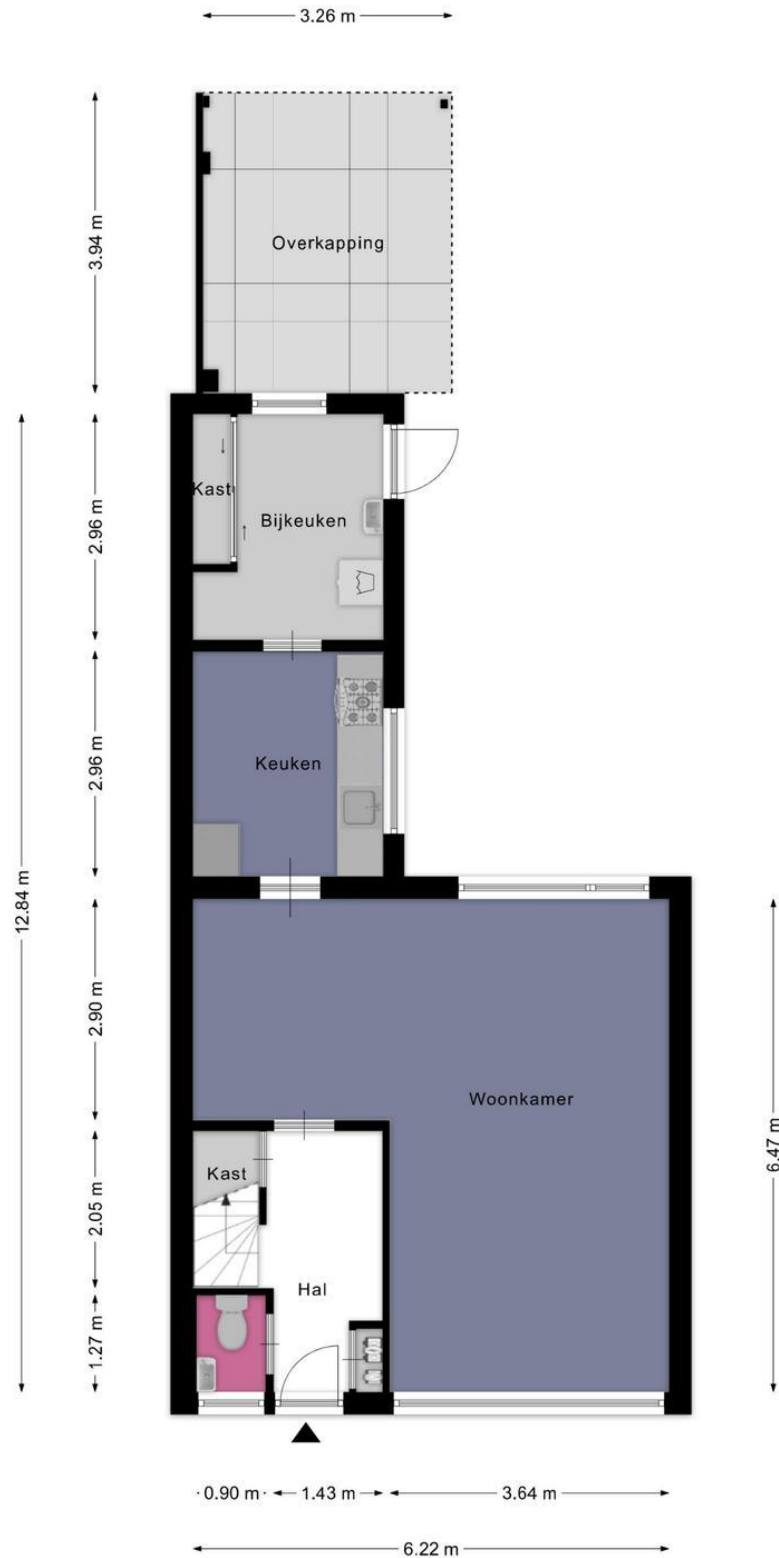 3.26 m
3.94 m
Overkapping
Kast
Bijkeuken
2.96 m
Keuken
2.96 m
12.84 m
2.90 m
Woonkamer
6.47 m
Kast
2.05 m
Hal
1.27 m
0.90 m
1.43 m
3.64 m
6.22 m